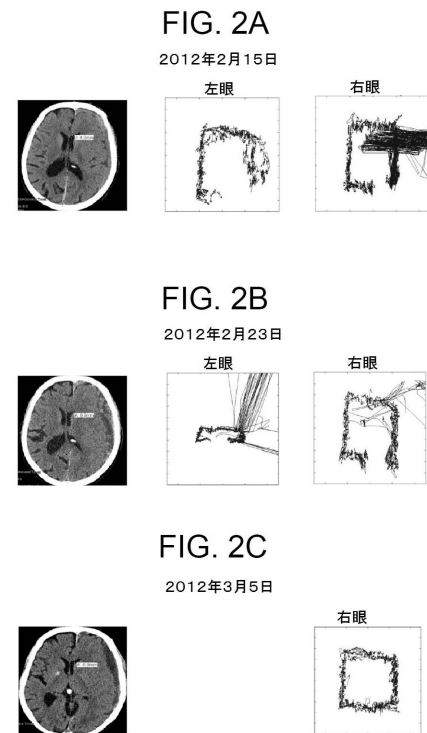 FIG. 2A
2012年2月15日
左眼
右眼
FIG. 2B
2012年2月23日
左眼
右眼
FIG. 2C
2012年3月5日
右眼